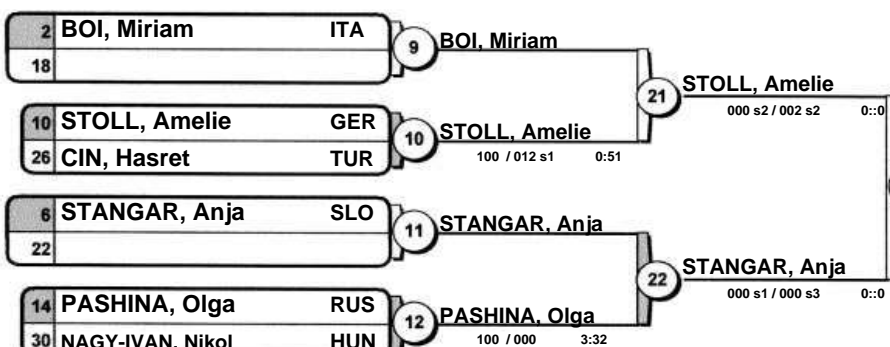 2 BOI, Miriam ITA
18
9 BOI, Miriam
10 STOLL, Amelie GER
26 CIN, Hasret TUR
10 STOLL, Amelie
100 / 012 s1 0:51
21 STOLL, Amelie
000 s2 / 002 s2 0::0
6 STANGAR, Anja SLO
22
11 STANGAR, Anja
14 PASHINA, Olga RUS
30 NAGY-IVAN, Nikol HUN
12 PASHINA, Olga
100 / 000 3:32
22 STANGAR, Anja
000 s1 / 000 s3 0::0